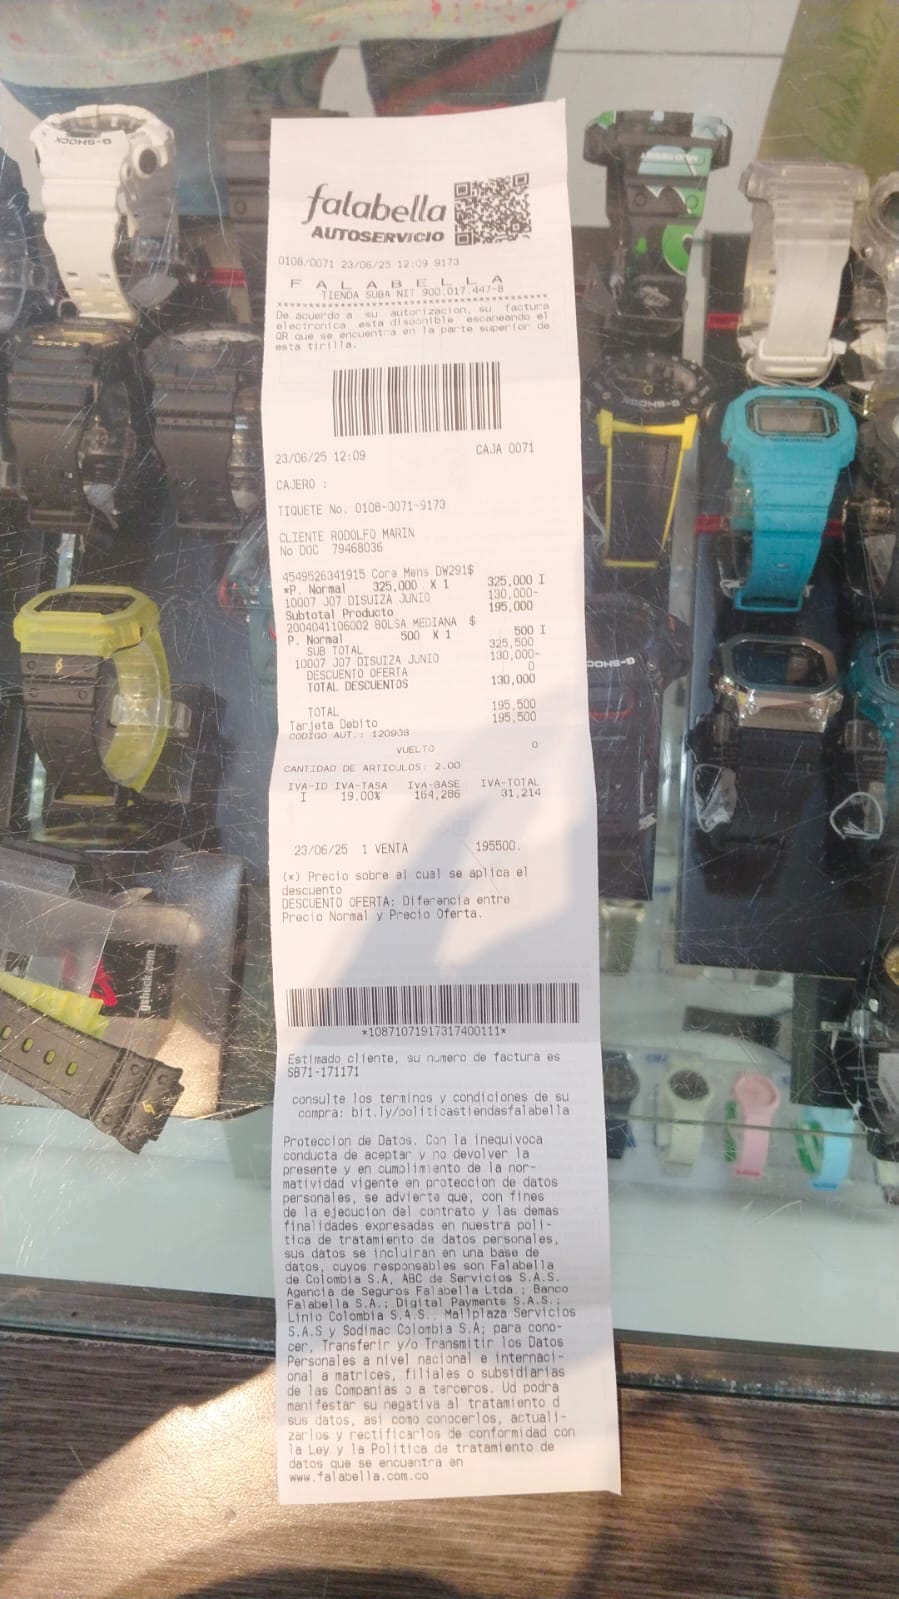 G-SHOCK
falabella
AUTOSERVICIO
0108/0071 23/06/25 12:09 9173
F A L A B E L L A
TIENDA SUBA NIT 900.017.447-8
De acuerdo a su autorizacion, su factura
electronica esta disponible escaneando el
QR que se encuentra en la parte superior de
esta tirilla.
23/06/25 12:09 CAJA 0071
CAJERO :
TIQUETE No. 0108-0071-9173
CLIENTE RODOLFO MARIN
No DOC 79468036
4549526341915 Cora Mens DW291$
*P. Normal 325,000 X 1 325,000 I
10007 J07 DISUIZA JUNIO 130,000-
Subtotal Producto 195,000
2004041106002 BOLSA MEDIANA $
P. Normal 500 X 1 500 I
SUB TOTAL 325,500
10007 J07 DISUIZA JUNIO 130,000-
DESCUENTO OFERTA 0
TOTAL DESCUENTOS 130,000
TOTAL 195,500
Tarjeta Debito 195,500
CODIGO AUT.: 120908
VUELTO 0
CANTIDAD DE ARTICULOS: 2.00
IVA-ID IVA-TASA IVA-BASE IVA-TOTAL
I 19.00% 164,286 31,214
23/06/25 1 VENTA 195500.
(*) Precio sobre el cual se aplica el
descuento
DESCUENTO OFERTA: Diferencia entre
Precio Normal y Precio Oferta.
*10871071917317400111*
Estimado cliente, su numero de factura es
SB71-171171
consulte los terminos y condiciones de su
compra: bit.ly/politicastiendasfalabella
Proteccion de Datos. Con la inequivoca
conducta de aceptar y no devolver la
presente y en cumplimiento de la nor-
matividad vigente en proteccion de datos
personales, se advierte que, con fines
de la ejecucion del contrato y las demas
finalidades expresadas en nuestra poli-
tica de tratamiento de datos personales,
sus datos se incluiran en una base de
datos, cuyos responsables son Falabella
de Colombia S.A, ABC de Servicios S.A.S.
Agencia de Seguros Falabella Ltda.; Banco
Falabella S.A.; Digital Payments S.A.S.;
Linio Colombia S.A.S., Mallplaza Servicios
S.A.S y Sodimac Colombia S.A; para cono-
cer, Transferir y/o Transmitir los Datos
Personales a nivel nacional e internaci-
onal a matrices, filiales o subsidiarias
de las Companias o a terceros. Ud podra
manifestar su negativa al tratamiento d
sus datos, asi como conocerlos, actuali-
zarlos y rectificarlos de conformidad con
la Ley y la Politica de tratamiento de
datos que se encuentra en
www.falabella.com.co
G-SHOCK
G-SHOCK
gshock.com